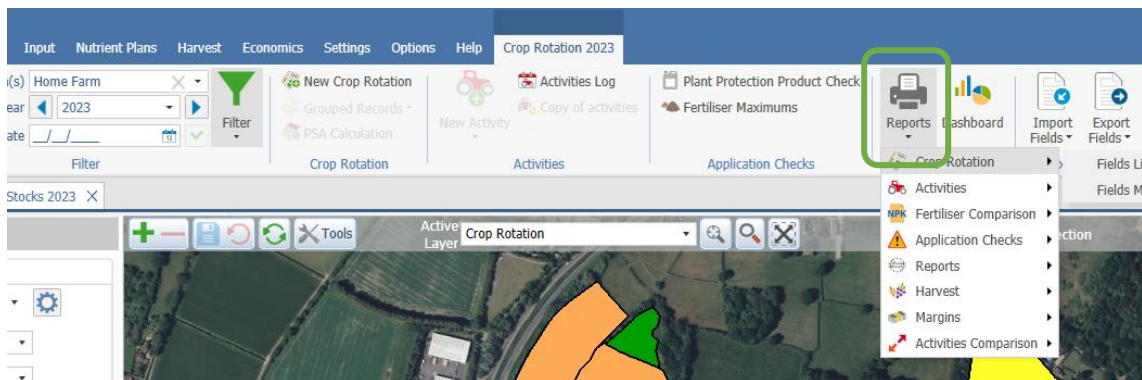 Input Nutrient Plans Harvest Economics Settings Options Help Crop Rotation 2023
(s) Home Farm
ear 2023
ate _/_/__
Filter
Filter
New Crop Rotation
Grouped Records
PSA Calculation
Crop Rotation
New Activity
Activities Log
Copy of activities
Activities
Plant Protection Product Check
Fertiliser Maximums
Application Checks
Reports
Dashboard
Import Fields
Export Fields
Crop Rotation
Activities
NPK Fertiliser Comparison
Application Checks
Reports
Harvest
Margins
Activities Comparison
Fields Li
Fields M
Stocks 2023
Tools
Active Layer
Crop Rotation
ection